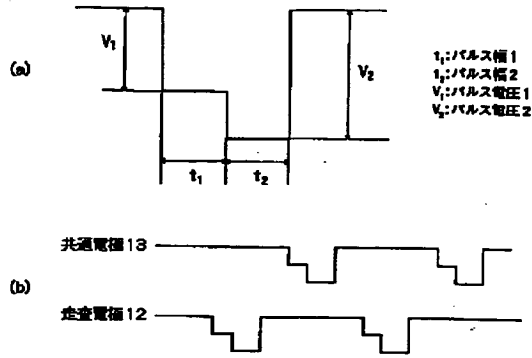 (a)
V₁
V₂
t₁
t₂
t₁:パルス幅1
t₂:パルス幅2
V₁:パルス電圧1
V₂:パルス電圧2
(b)
共通電極13
走査電極12